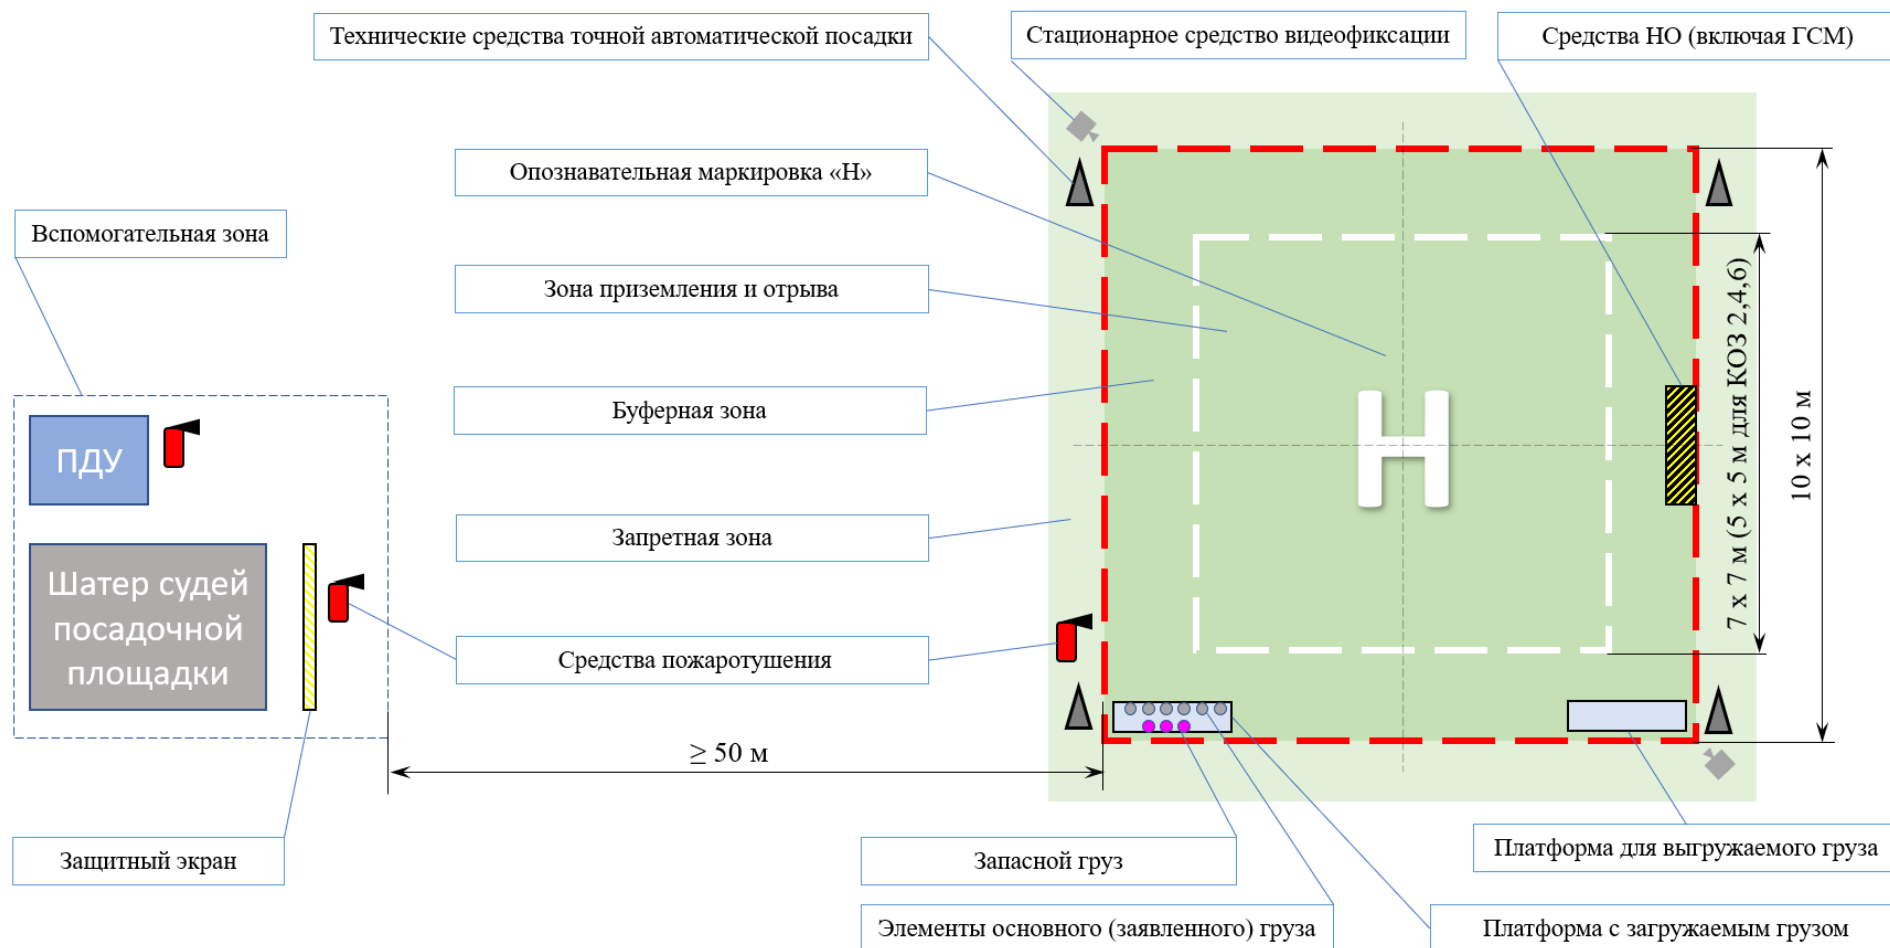 Технические средства точной автоматической посадки
Стационарное средство видеофиксации
Средства НО (включая ГСМ)
Опознавательная маркировка «Н»
Вспомогательная зона
Зона приземления и отрыва
Буферная зона
ПДУ
Запретная зона
Шатер судей
посадочной
площадки
Средства пожаротушения
H
7 x 7 м (5 x 5 м для КОЗ 2,4,6)
10 x 10 м
≥ 50 м
Защитный экран
Запасной груз
Платформа для выгружаемого груза
Элементы основного (заявленного) груза
Платформа с загружаемым грузом